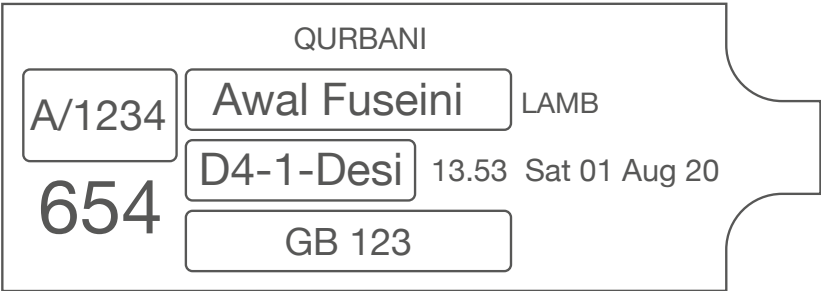 QURBANI
A/1234 Awal Fuseini LAMB
D4-1-Desi 13.53 Sat 01 Aug 20
654
GB 123